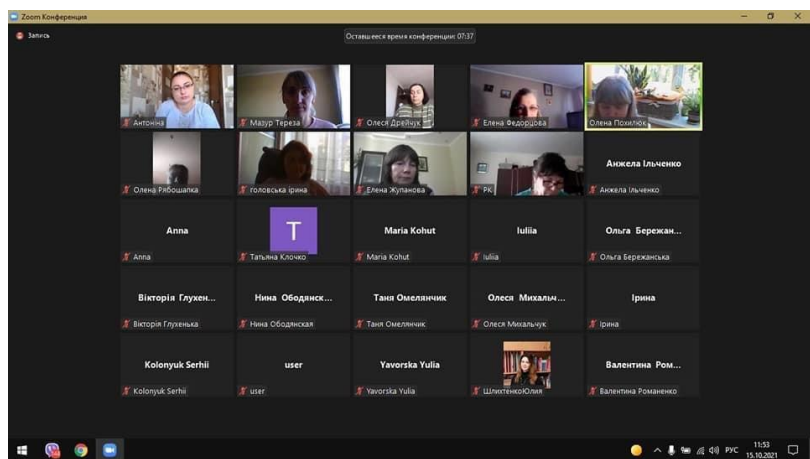 Zoom Конференция
Запись
Оставшееся время конференции: 07:37
Антоніна
Мазур Тереза
Олеся Дрейчук
Елена Федорцова
Олена Похилюк
Олена Рябошапка
головська ірина
Елена Жупанова
РК
Анжела Ільченко
Анжела Ільченко
Anna
T
Maria Kohut
Iuliia
Ольга Бережан...
Anna
Татьяна Клочко
Maria Kohut
Iuliia
Ольга Бережанська
Вікторія Глухен...
Нина Ободянск...
Таня Омелянчик
Олеся Михальч...
Ірина
Вікторія Глухенька
Нина Ободянская
Таня Омелянчик
Олеся Михальчук
Ірина
Kolonyuk Serhii
user
Yavorska Yulia
Валентина Ром...
Kolonyuk Serhii
user
Yavorska Yulia
ШлихтенкоЮлия
Валентина Романенко
РУС
11:53
15.10.2021